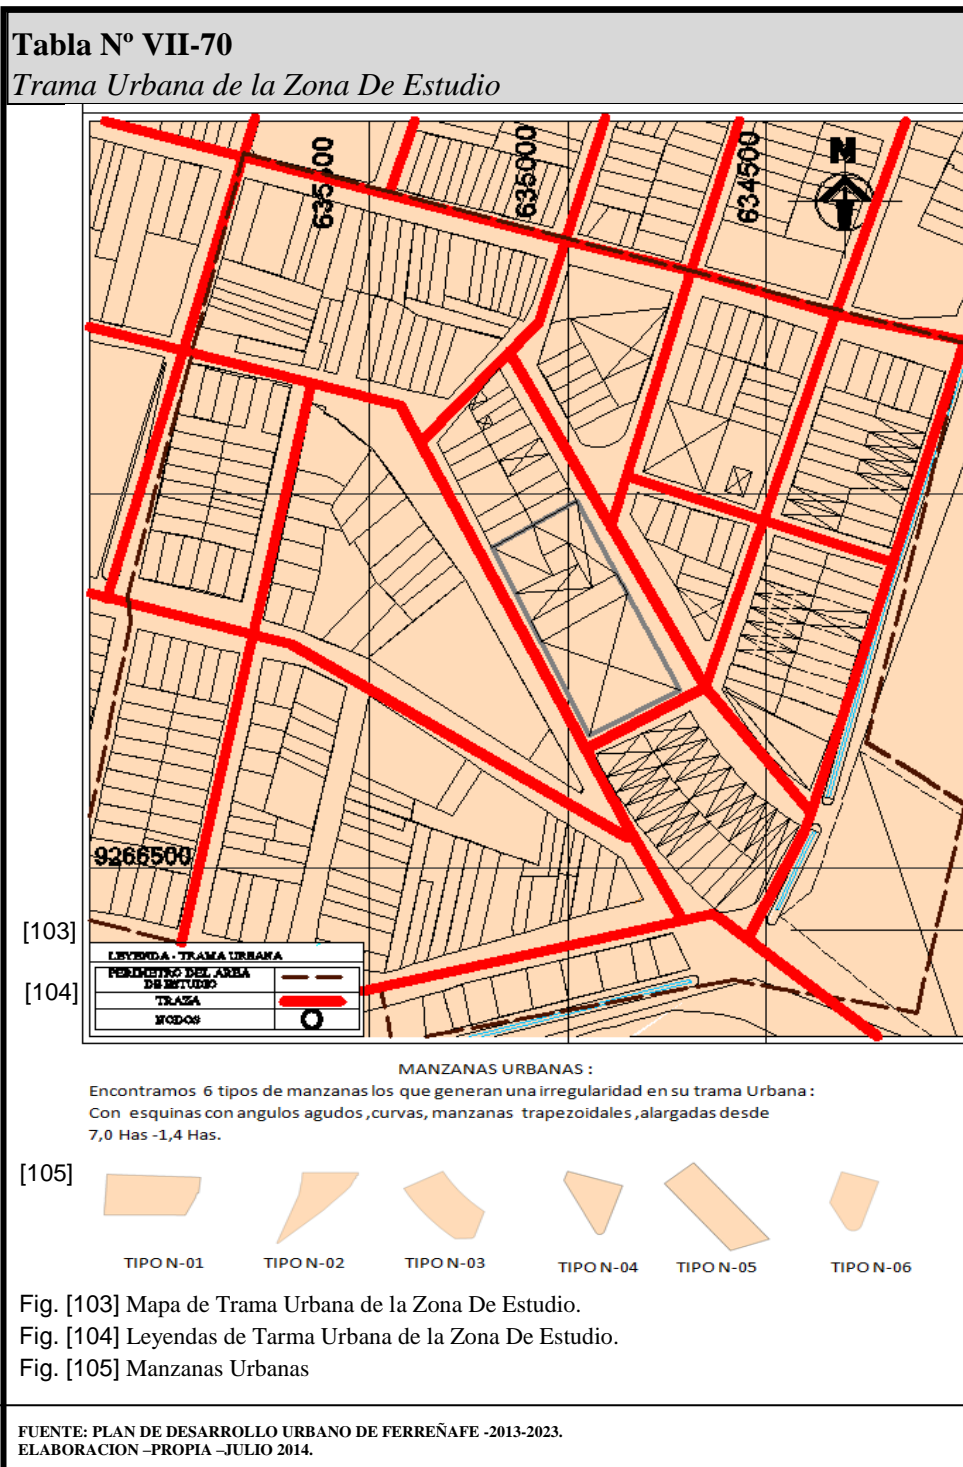 Tabla Nº VII-70
Trama Urbana de la Zona De Estudio
635000
634500
N
9266500
[103]
LEYENDA - TRAMA URBANA
PERIMETRO DEL AREA
DE ESTUDIO
[104]
TRAZA
NODOS
MANZANAS URBANAS :
Encontramos 6 tipos de manzanas los que generan una irregularidad en su trama Urbana :
Con esquinas con angulos agudos ,curvas, manzanas trapezoidales ,alargadas desde
7,0 Has -1,4 Has.
[105]
TIPO N-01 TIPO N-02 TIPO N-03 TIPO N-04 TIPO N-05 TIPO N-06
Fig. [103] Mapa de Trama Urbana de la Zona De Estudio.
Fig. [104] Leyendas de Tarma Urbana de la Zona De Estudio.
Fig. [105] Manzanas Urbanas
FUENTE: PLAN DE DESARROLLO URBANO DE FERREÑAFE -2013-2023.
ELABORACION –PROPIA –JULIO 2014.